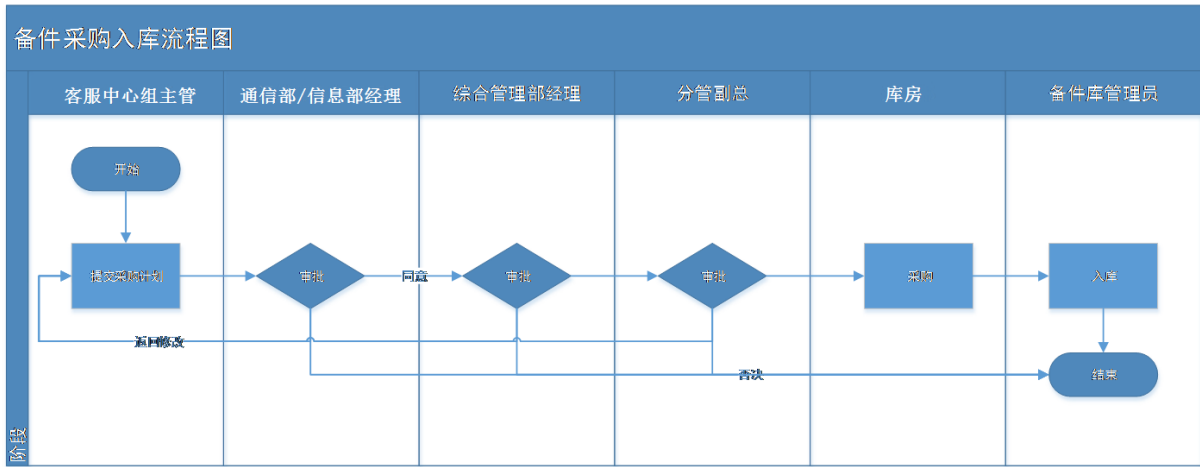 备件采购入库流程图
客服中心组主管
通信部/信息部经理
综合管理部经理
分管副总
库房
备件库管理员
开始
提交采购计划
审批
同意
审批
审批
采购
入库
返回修改
否决
结束
阶段